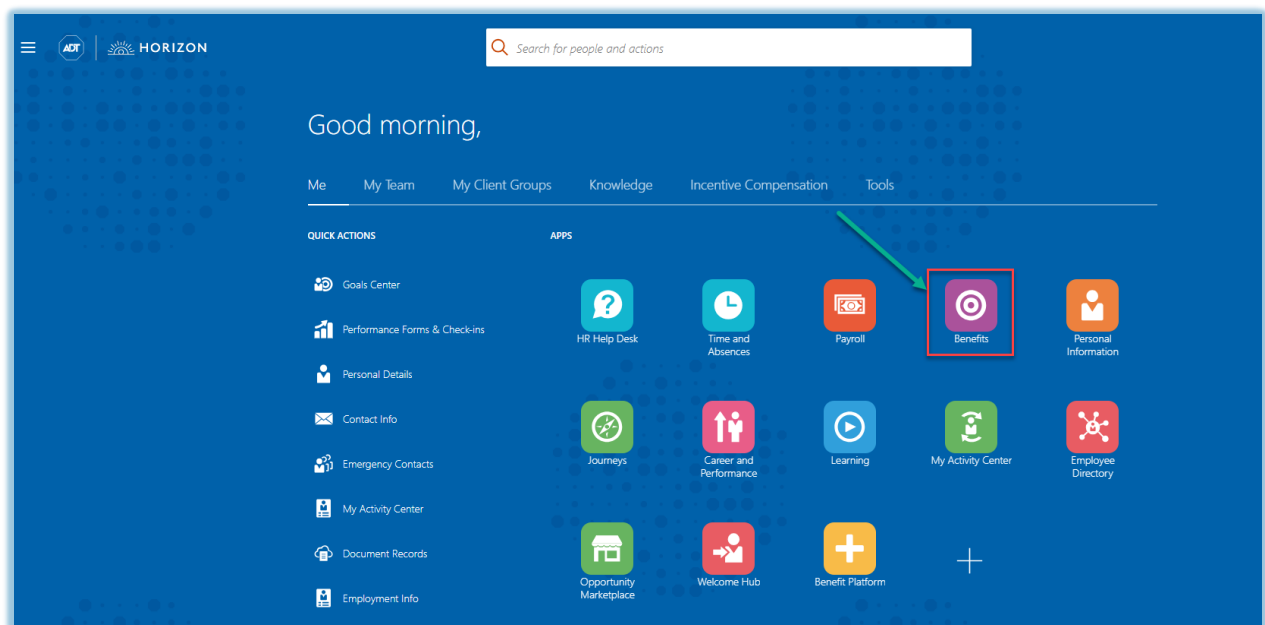 ADT HORIZON
Search for people and actions
Good morning,
Me My Team My Client Groups Knowledge Incentive Compensation Tools
QUICK ACTIONS
Goals Center
Performance Forms & Check-ins
Personal Details
Contact Info
Emergency Contacts
My Activity Center
Document Records
Employment Info
APPS
HR Help Desk
Time and
Absences
Payroll
Benefits
Personal
Information
Journeys
Career and
Performance
Learning
My Activity Center
Employee
Directory
Opportunity
Marketplace
Welcome Hub
Benefit Platform